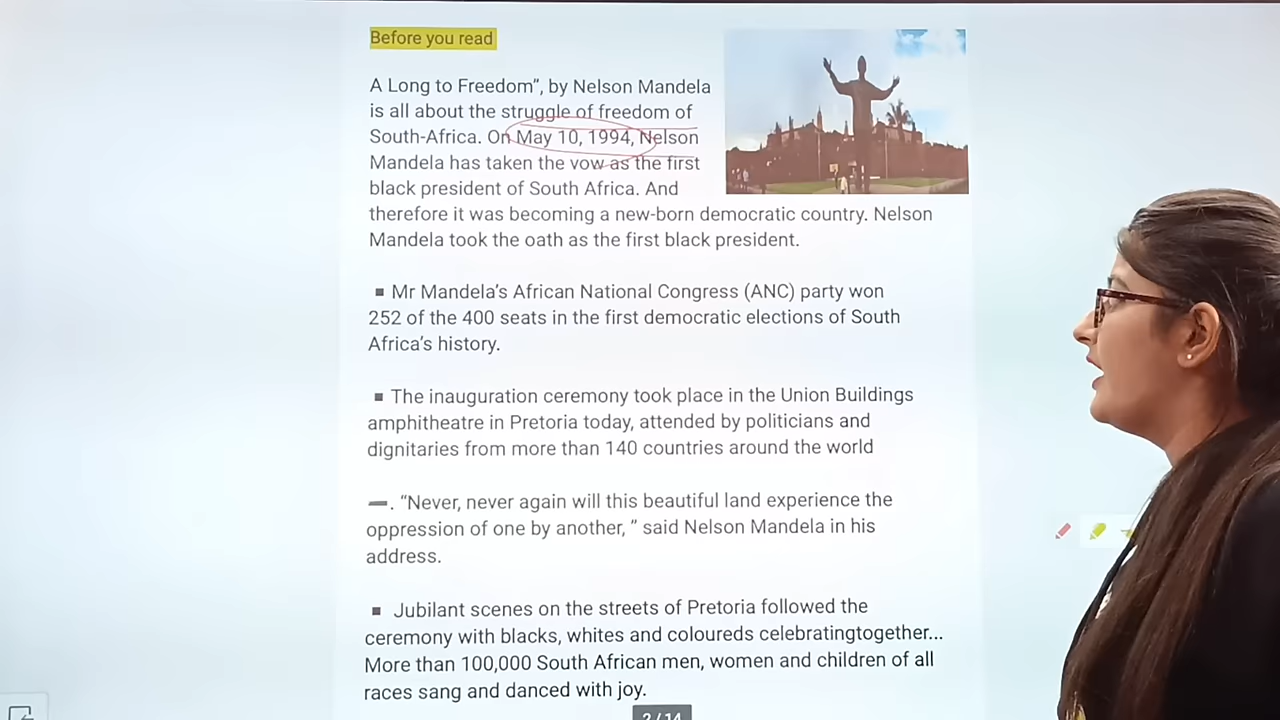 Before you read
A Long to Freedom”, by Nelson Mandela
is all about the struggle of freedom of
South-Africa. On May 10, 1994, Nelson
Mandela has taken the vow as the first
black president of South Africa. And
therefore it was becoming a new-born democratic country. Nelson
Mandela took the oath as the first black president.
▪ Mr Mandela’s African National Congress (ANC) party won
252 of the 400 seats in the first democratic elections of South
Africa’s history.
▪ The inauguration ceremony took place in the Union Buildings
amphitheatre in Pretoria today, attended by politicians and
dignitaries from more than 140 countries around the world
—. “Never, never again will this beautiful land experience the
oppression of one by another, ” said Nelson Mandela in his
address.
▪ Jubilant scenes on the streets of Pretoria followed the
ceremony with blacks, whites and coloureds celebratingtogether...
More than 100,000 South African men, women and children of all
races sang and danced with joy.
2 / 14